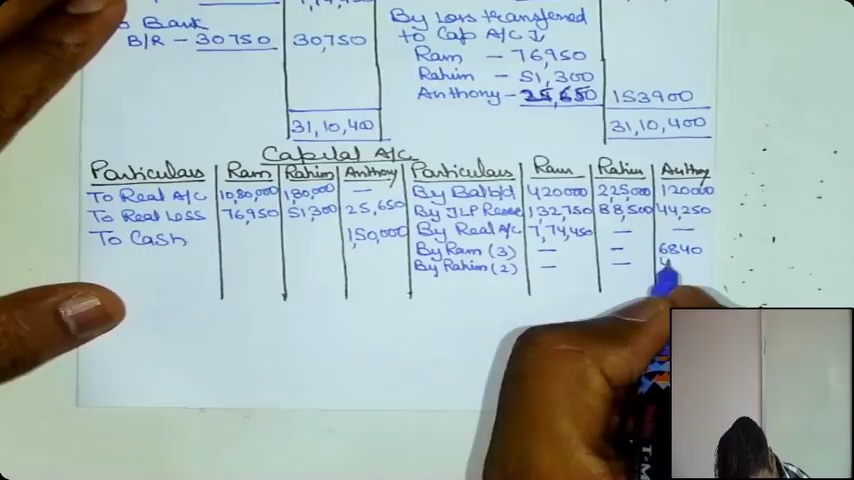 Bank
B/R - 30750 30,750
31,10,400
By Loss transferred
to Cap A/C ↓
Ram - 76,950
Rahim - 51,300
Anthony - 25,650 153900
31,10,400
Capital A/C
Particulars Ram Rahim Anthony Particulars Ram Rahim Anthony
To Real A/C 10,80,000 1,80,000 — By Bal b/d 420000 225,000 120000
To Real Loss 76,950 51,300 25,650 By JLP Reserve 1,32,750 88,500 44,250
To Cash 1,50,000 By Real A/C 7,74,450 — —
By Ram (3) — — 6840
By Rahim (2) — —